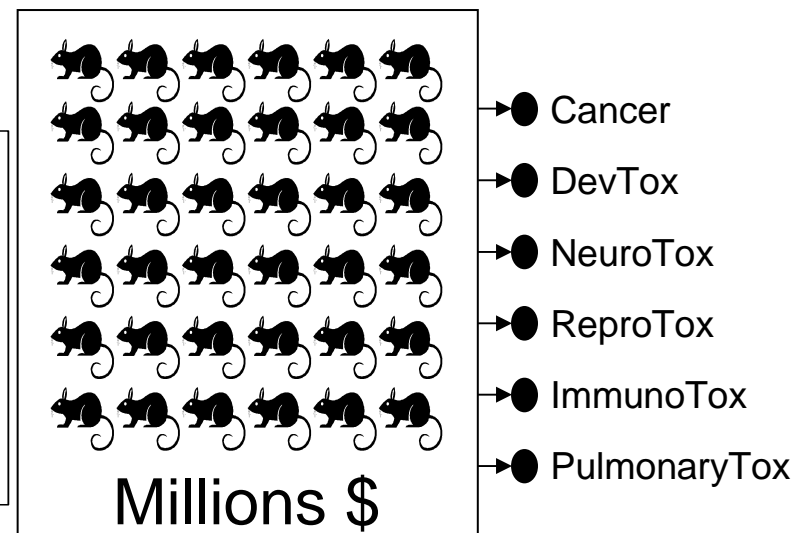 Cancer
DevTox
NeuroTox
ReproTox
ImmunoTox
PulmonaryTox
Millions $